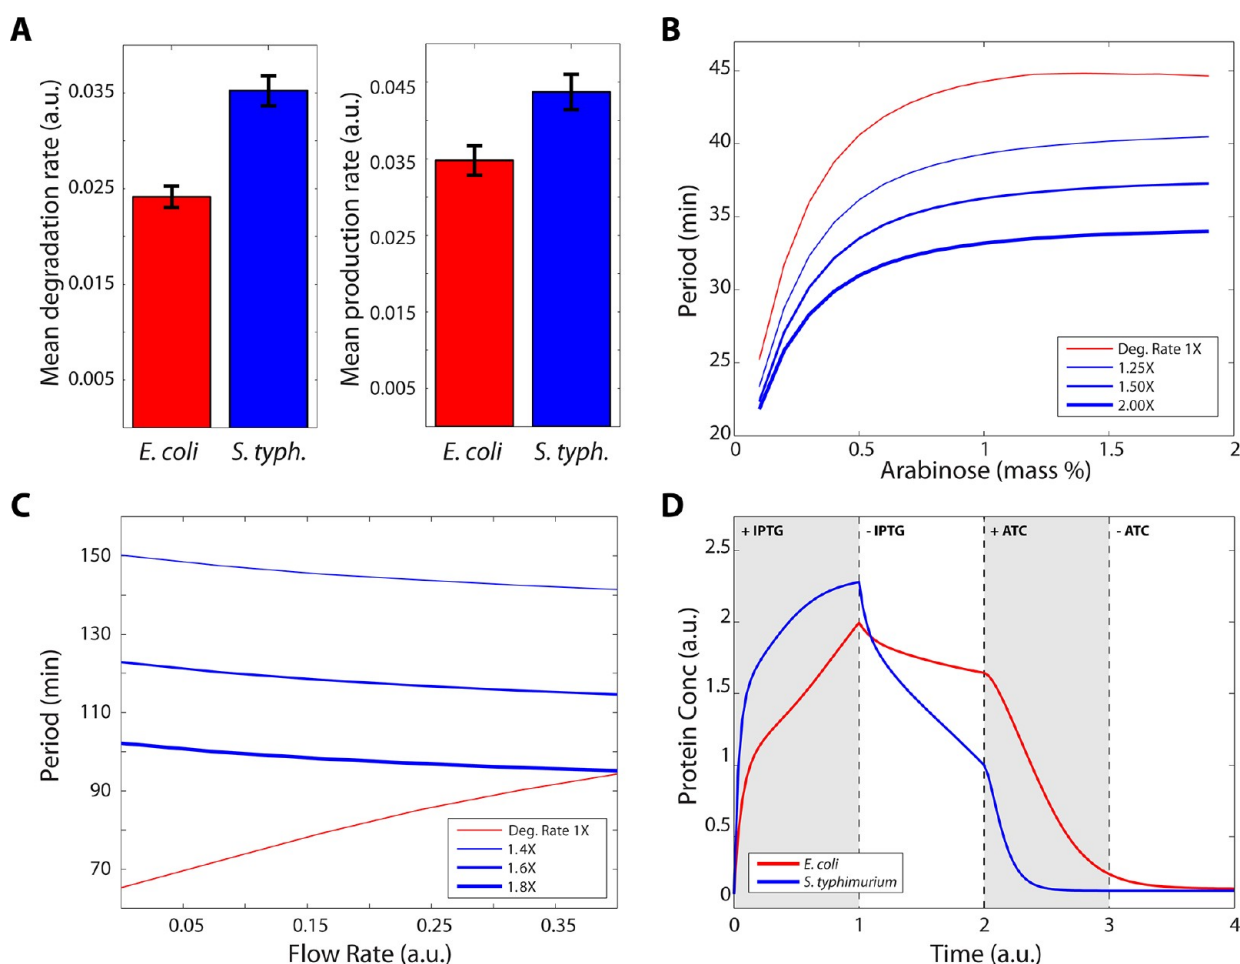 A
Mean degradation rate (a.u.)
0.035
0.025
0.015
0.005
E. coli
S. typh.
Mean production rate (a.u.)
0.045
0.035
0.025
0.015
0.005
E. coli
S. typh.
B
Period (min)
45
40
35
30
25
20
0 0.5 1 1.5 2
Arabinose (mass %)
Deg. Rate 1X
1.25X
1.50X
2.00X
C
Period (min)
150
130
110
90
70
0.05 0.15 0.25 0.35
Flow Rate (a.u.)
Deg. Rate 1X
1.4X
1.6X
1.8X
D
+ IPTG - IPTG + ATC - ATC
Protein Conc (a.u.)
2.5
2
1.5
1
0.5
0
0 1 2 3 4
Time (a.u.)
E. coli
S. typhimurium